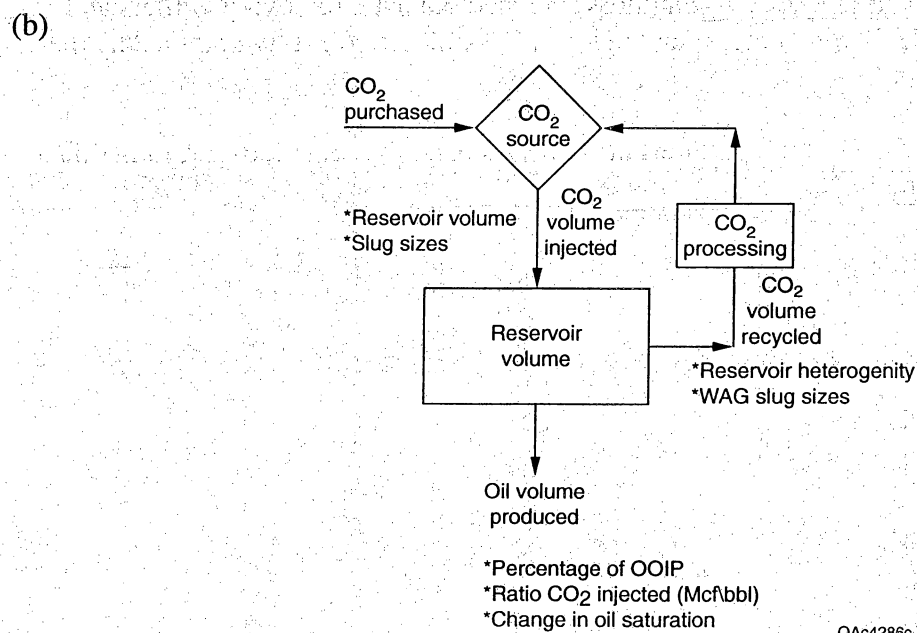 (b)
CO2
purchased
CO2
source
*Reservoir volume
*Slug sizes
CO2
volume
injected
CO2
processing
CO2
volume
recycled
Reservoir
volume
*Reservoir heterogenity
*WAG slug sizes
Oil volume
produced
*Percentage of OOIP
*Ratio CO2 injected (Mcf\bbl)
*Change in oil saturation